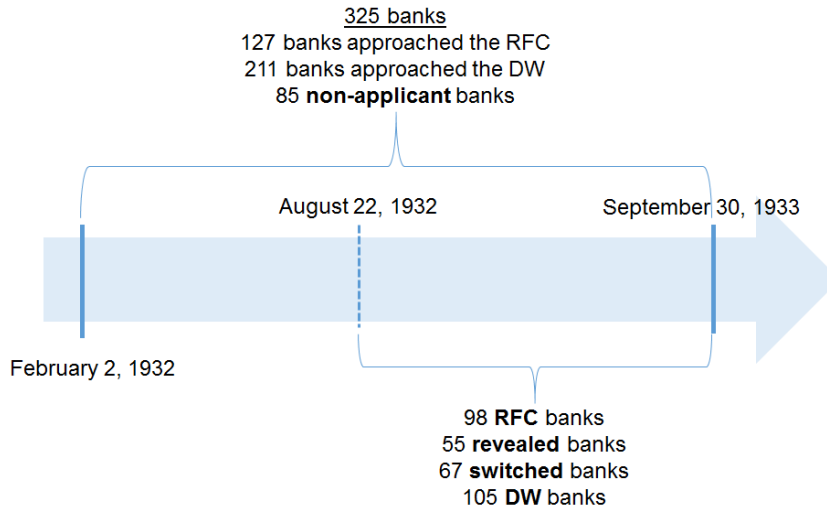 325 banks
127 banks approached the RFC
211 banks approached the DW
85 non-applicant banks
August 22, 1932
September 30, 1933
February 2, 1932
98 RFC banks
55 revealed banks
67 switched banks
105 DW banks